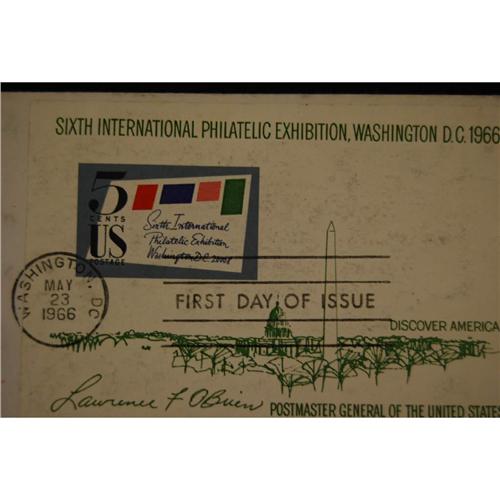 SIXTH INTERNATIONAL PHILATELIC EXHIBITION, WASHINGTON D.C. 1966
5
CENTS
US
POSTAGE
Sixth International
Philatelic Exhibition
Washington D.C. 20008
WASHINGTON, DC
MAY
23
1966
FIRST DAY OF ISSUE
DISCOVER AMERICA
Lawrence F O'Brien
POSTMASTER GENERAL OF THE UNITED STATES